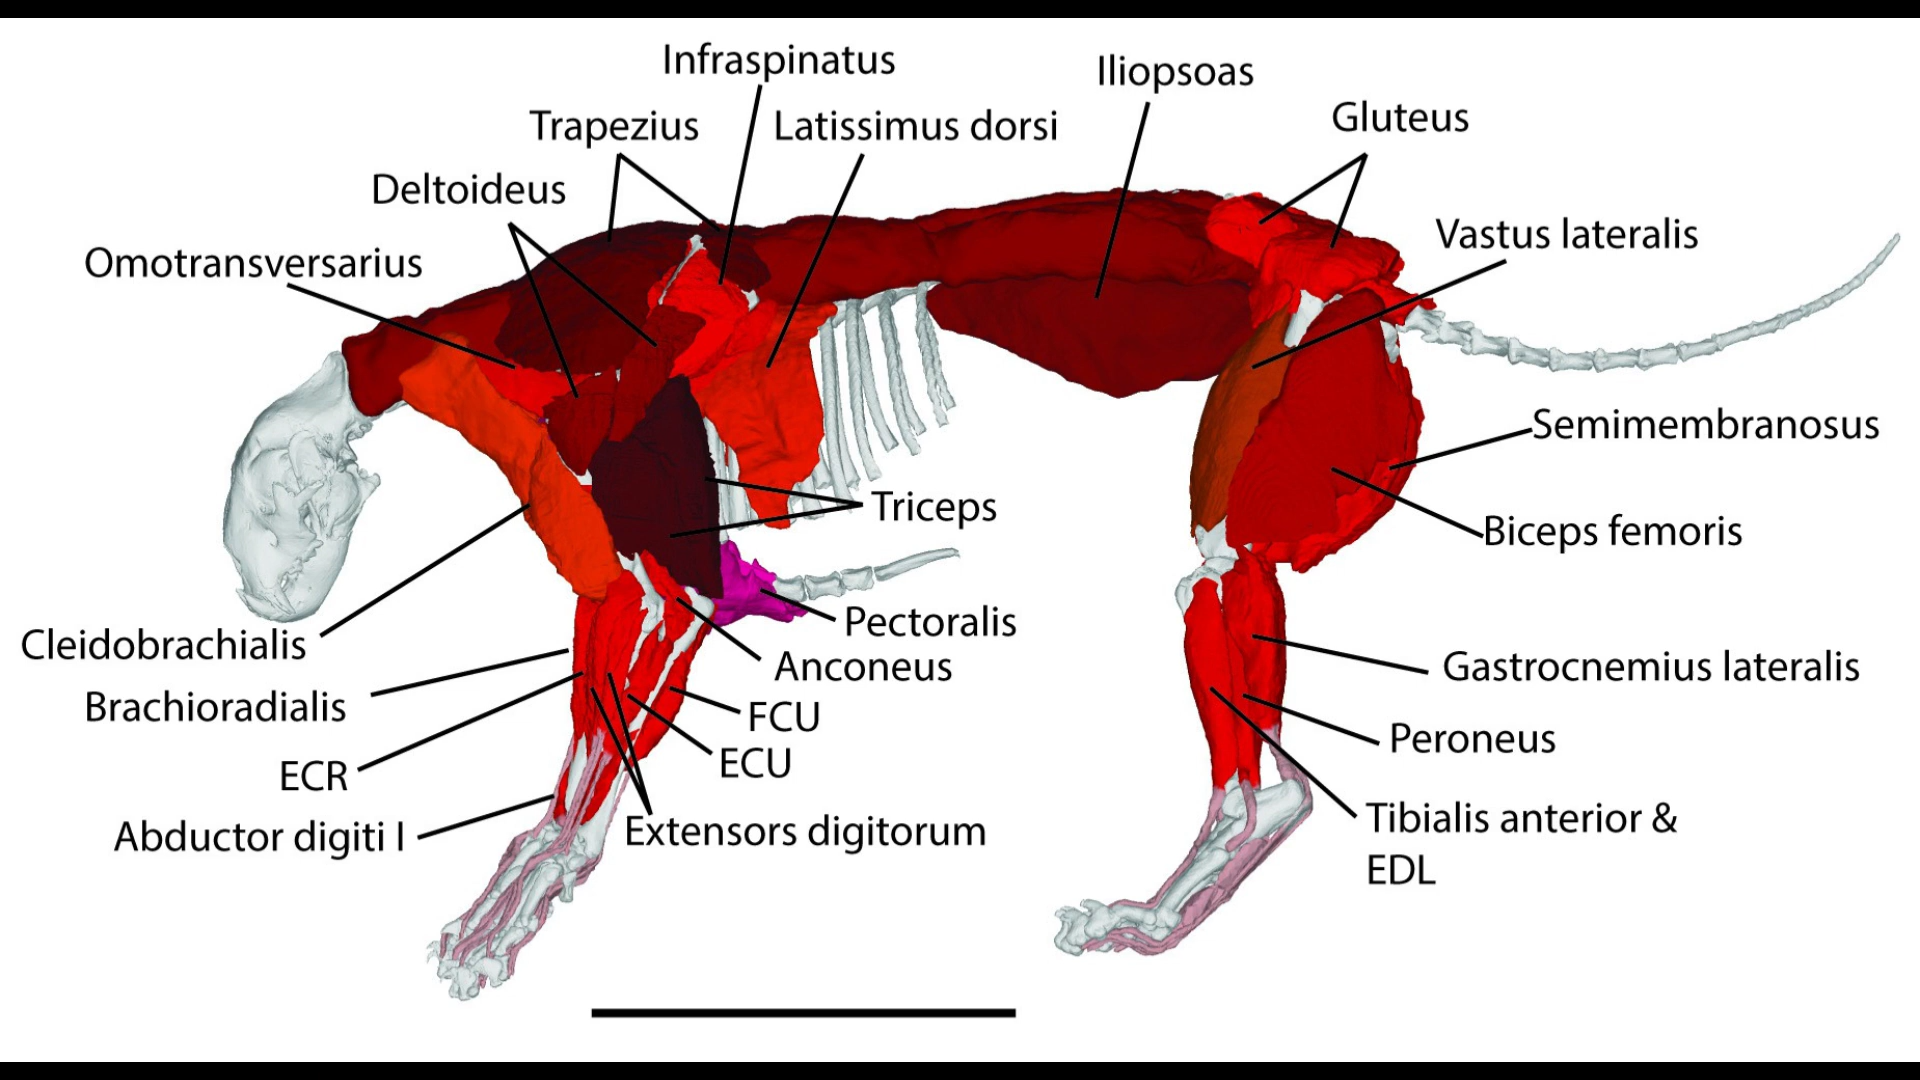 Infraspinatus
Iliopsoas
Trapezius
Latissimus dorsi
Gluteus
Deltoideus
Vastus lateralis
Omotransversarius
Semimembranosus
Triceps
Biceps femoris
Pectoralis
Cleidobrachialis
Anconeus
Gastrocnemius lateralis
Brachioradialis
FCU
Peroneus
ECU
ECR
Extensors digitorum
Abductor digiti I
Tibialis anterior &
EDL